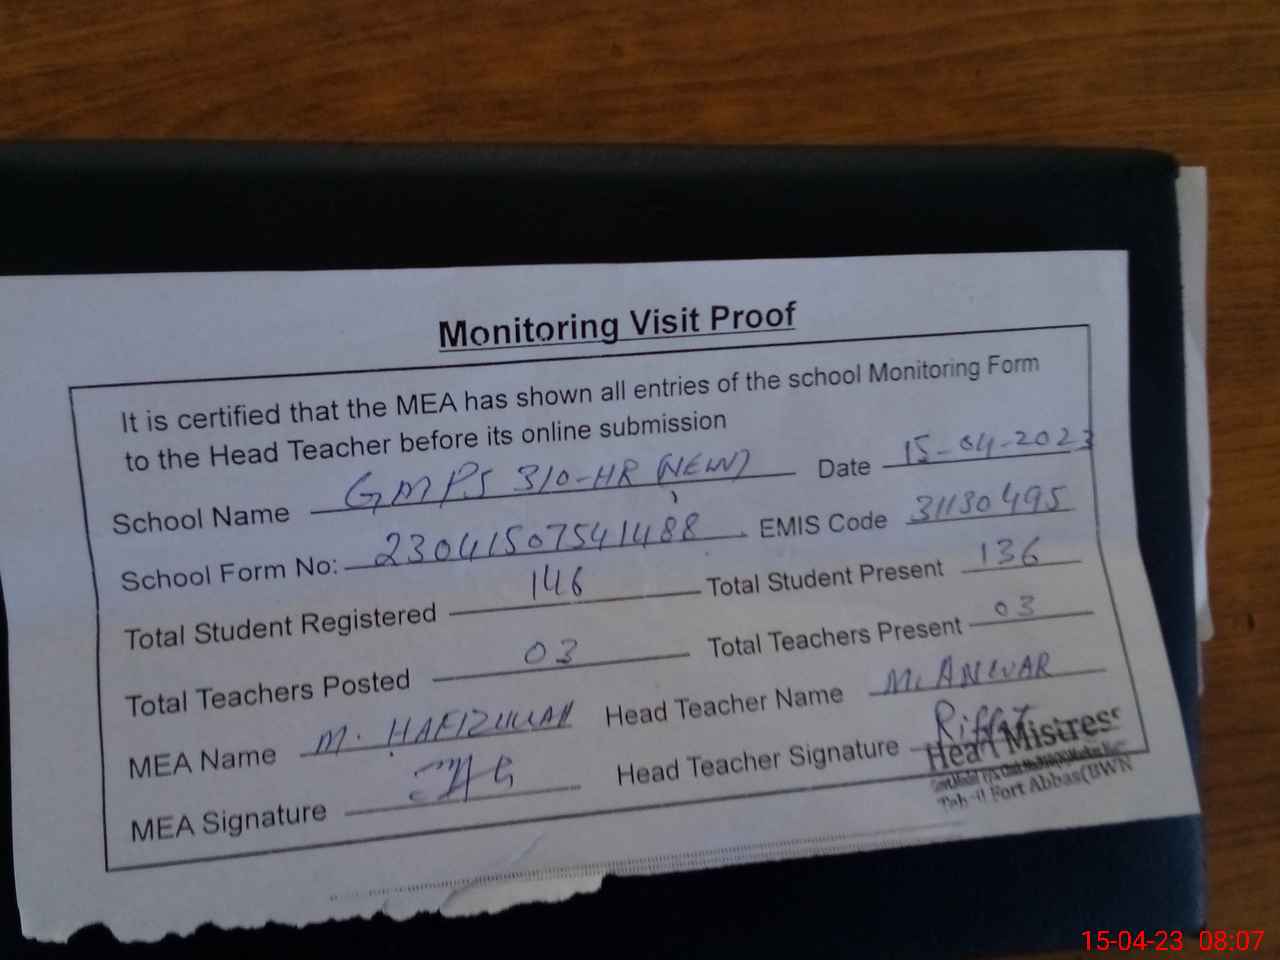 Monitoring Visit Proof
It is certified that the MEA has shown all entries of the school Monitoring Form
to the Head Teacher before its online submission
School Name GMPS 310-HR (NEW) Date 15-04-2023
School Form No: 23041507541488 EMIS Code 31130495
Total Student Registered 146 Total Student Present 136
Total Teachers Posted 03 Total Teachers Present 03
MEA Name M. HAFIZULLAH Head Teacher Name M. ANWAR
MEA Signature Head Teacher Signature Riffat
Head Mistress
Fort Abbas(BWN
15-04-23 08:07